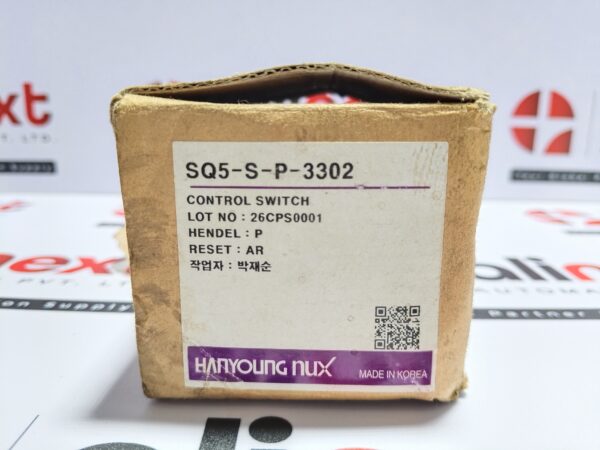 SQ5-S-P-3302
CONTROL SWITCH
LOT NO : 26CPS0001
HENDEL : P
RESET : AR
작업자 : 박재순
HANYOUNG nux
MADE IN KOREA